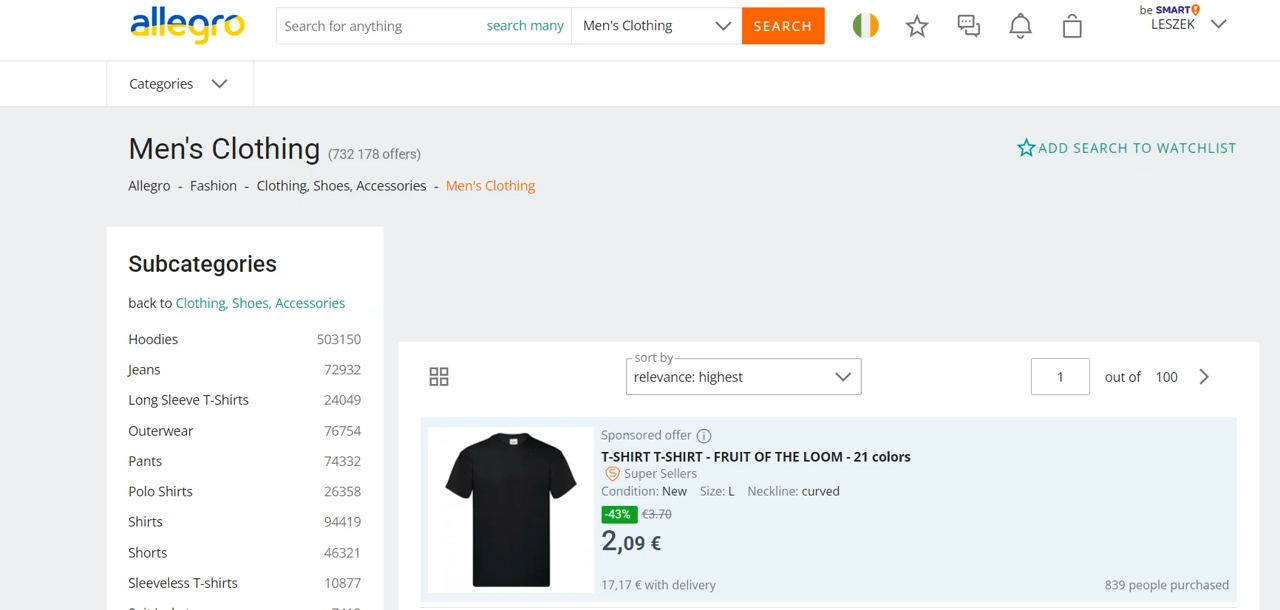 allegro
Search for anything search many Men's Clothing SEARCH
be SMART!
LESZEK
Categories
Men's Clothing (732 178 offers)
ADD SEARCH TO WATCHLIST
Allegro - Fashion - Clothing, Shoes, Accessories - Men's Clothing
Subcategories
back to Clothing, Shoes, Accessories
Hoodies 503150
Jeans 72932
Long Sleeve T-Shirts 24049
Outerwear 76754
Pants 74332
Polo Shirts 26358
Shirts 94419
Shorts 46321
Sleeveless T-shirts 10877
sort by
relevance: highest
1 out of 100
Sponsored offer
T-SHIRT T-SHIRT - FRUIT OF THE LOOM - 21 colors
Super Sellers
Condition: New Size: L Neckline: curved
-43% €3.70
2,09 €
17,17 € with delivery
839 people purchased